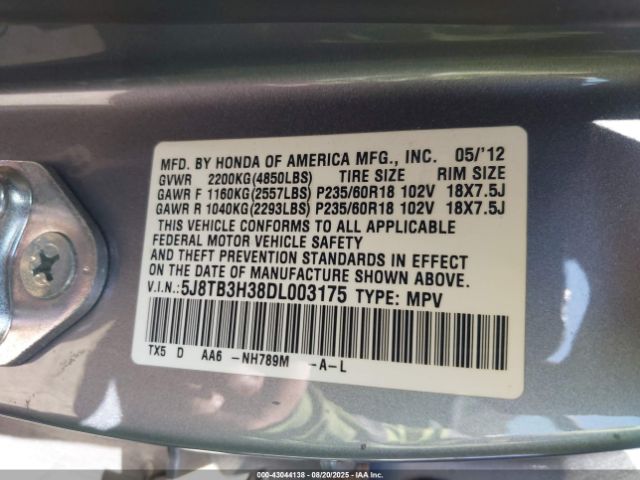 MFD. BY HONDA OF AMERICA MFG., INC. 05/'12
GVWR 2200KG(4850LBS) TIRE SIZE RIM SIZE
GAWR F 1160KG(2557LBS) P235/60R18 102V 18X7.5J
GAWR R 1040KG(2293LBS) P235/60R18 102V 18X7.5J
THIS VEHICLE CONFORMS TO ALL APPLICABLE
FEDERAL MOTOR VEHICLE SAFETY
AND THEFT PREVENTION STANDARDS IN EFFECT
ON THE DATE OF MANUFACTURE SHOWN ABOVE.
V.I.N.: 5J8TB3H38DL003175 TYPE: MPV
TX5 D AA6 -NH789M -A-L
000-43044138 - 08/20/2025 - IAAI.com